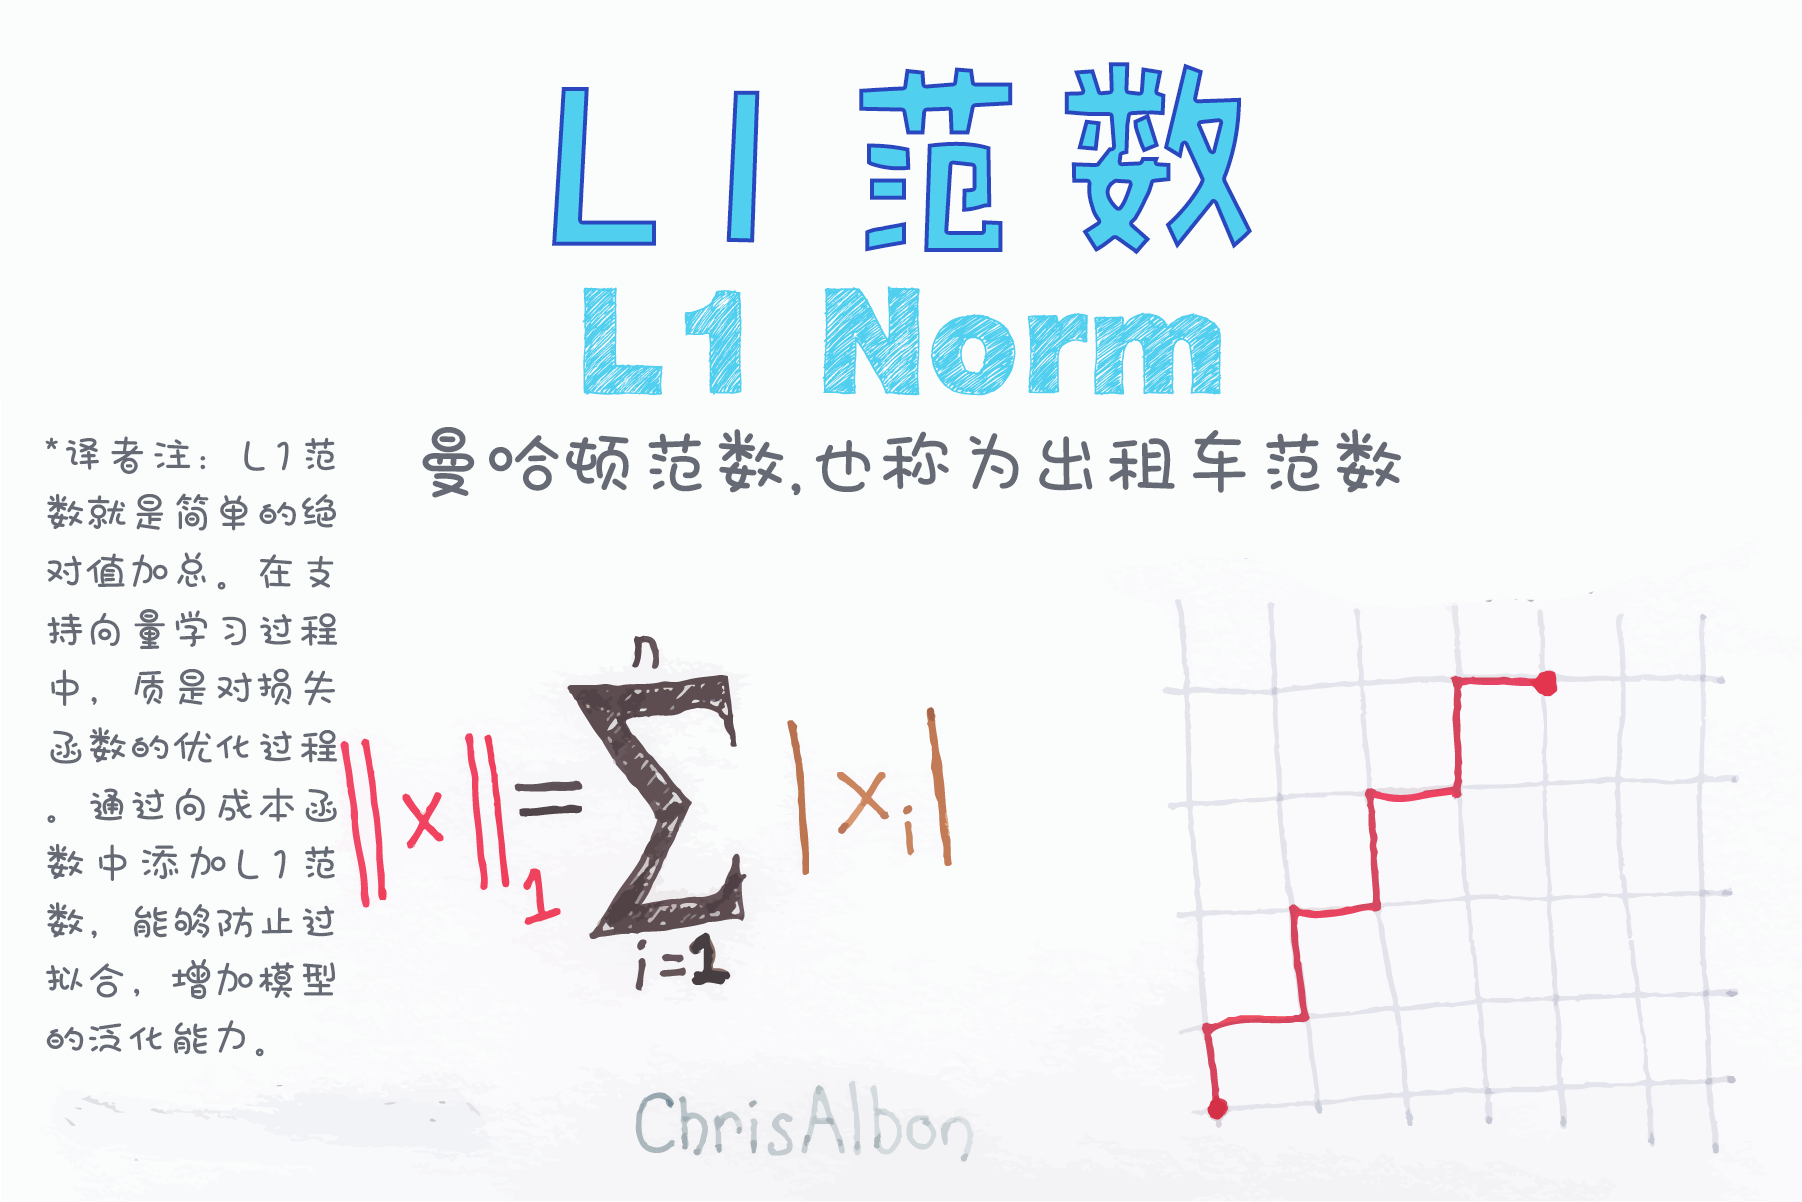 L1范数
L1 Norm
曼哈顿范数,也称为出租车范数
*译者注：L1范
数就是简单的绝
对值加总。在支
持向量学习过程
中，质是对损失
函数的优化过程
。通过向成本函
数中添加L1范
数，能够防止过
拟合，增加模型
的泛化能力。
n
||x||₁=∑|xᵢ|
i=1
ChrisAlbon